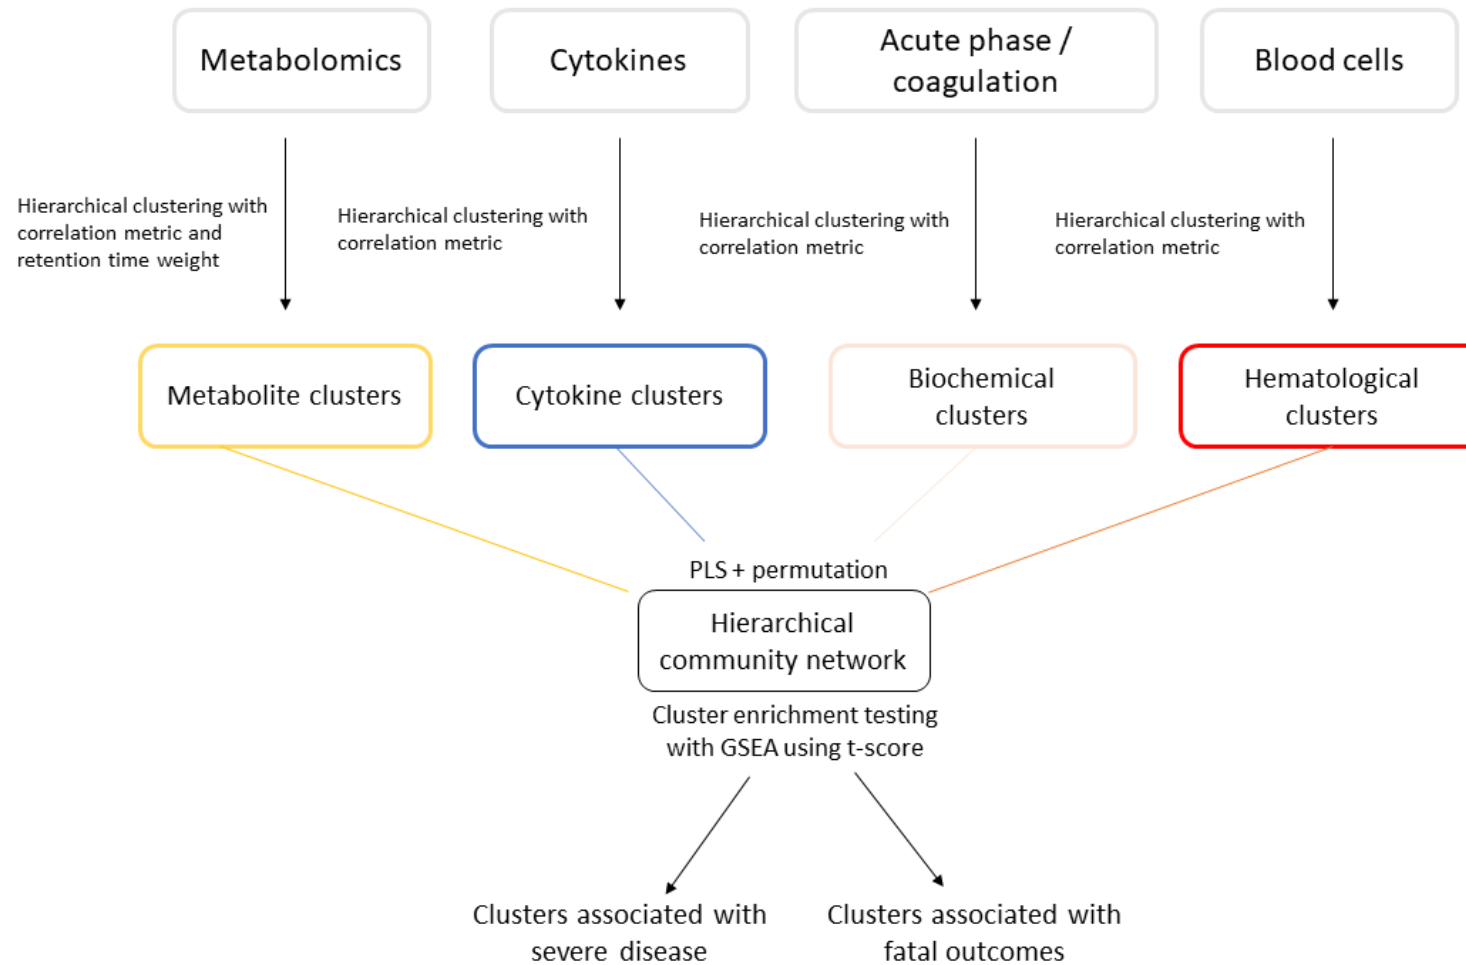 Metabolomics
Cytokines
Acute phase /
coagulation
Blood cells
Hierarchical clustering with
correlation metric and
retention time weight
Hierarchical clustering with
correlation metric
Hierarchical clustering with
correlation metric
Hierarchical clustering with
correlation metric
Metabolite clusters
Cytokine clusters
Biochemical
clusters
Hematological
clusters
PLS + permutation
Hierarchical
community network
Cluster enrichment testing
with GSEA using t-score
Clusters associated with
severe disease
Clusters associated with
fatal outcomes